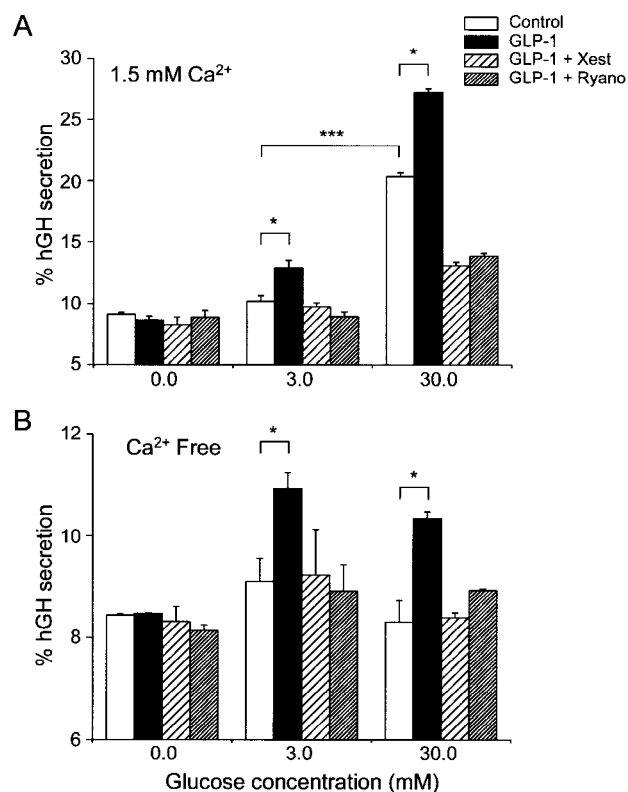 A
Control
GLP-1
GLP-1 + Xest
GLP-1 + Ryano
1.5 mM Ca²⁺
% hGH secretion
30
25
20
15
10
5
*
***
*
0.0
3.0
30.0
B
Ca²⁺ Free
% hGH secretion
12
10
8
6
*
*
0.0
3.0
30.0
Glucose concentration (mM)